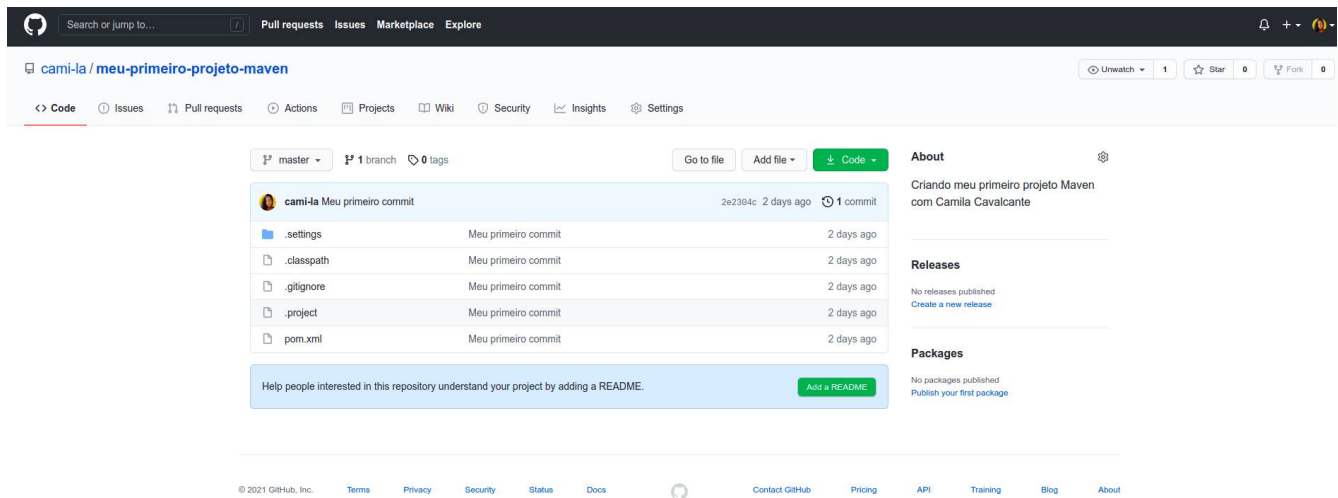 Search or jump to... / Pull requests Issues Marketplace Explore
cami-la / meu-primeiro-projeto-maven Unwatch 1 Star 0 Fork 0
<> Code Issues Pull requests Actions Projects Wiki Security Insights Settings
master 1 branch 0 tags Go to file Add file Code
cami-la Meu primeiro commit 2e2304c 2 days ago 1 commit
.settings Meu primeiro commit 2 days ago
.classpath Meu primeiro commit 2 days ago
.gitignore Meu primeiro commit 2 days ago
.project Meu primeiro commit 2 days ago
pom.xml Meu primeiro commit 2 days ago
Help people interested in this repository understand your project by adding a README. Add a README
About
Criando meu primeiro projeto Maven
com Camila Cavalcante
Releases
No releases published
Create a new release
Packages
No packages published
Publish your first package
© 2021 GitHub, Inc. Terms Privacy Security Status Docs Contact GitHub Pricing API Training Blog About